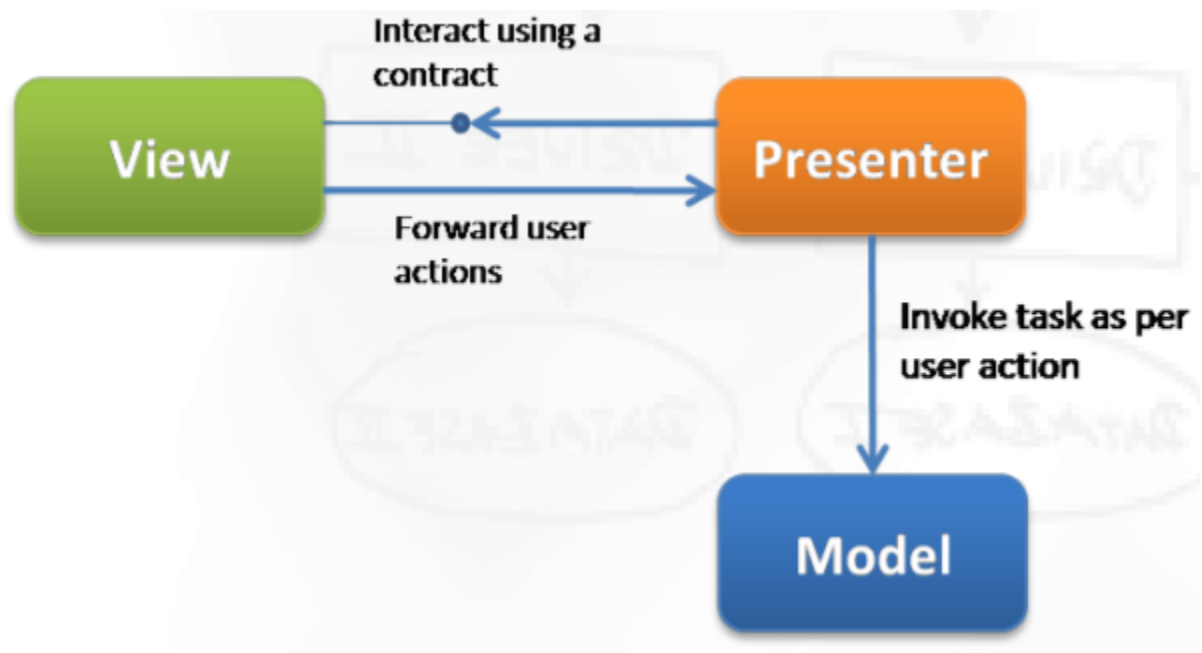 Interact using a
contract
View
Presenter
Forward user
actions
Invoke task as per
user action
Model